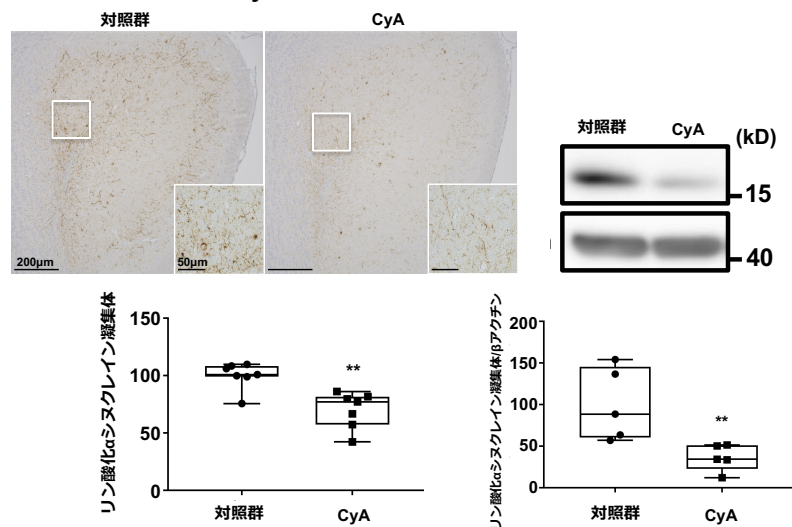 対照群
CyA
200μm
50μm
対照群
CyA
(kD)
15
40
リン酸化αシヌクレイン凝集体
150
100
50
0
**
対照群
CyA
リン酸化αシヌクレイン凝集体/βアクチン
200
150
100
50
0
**
対照群
CyA